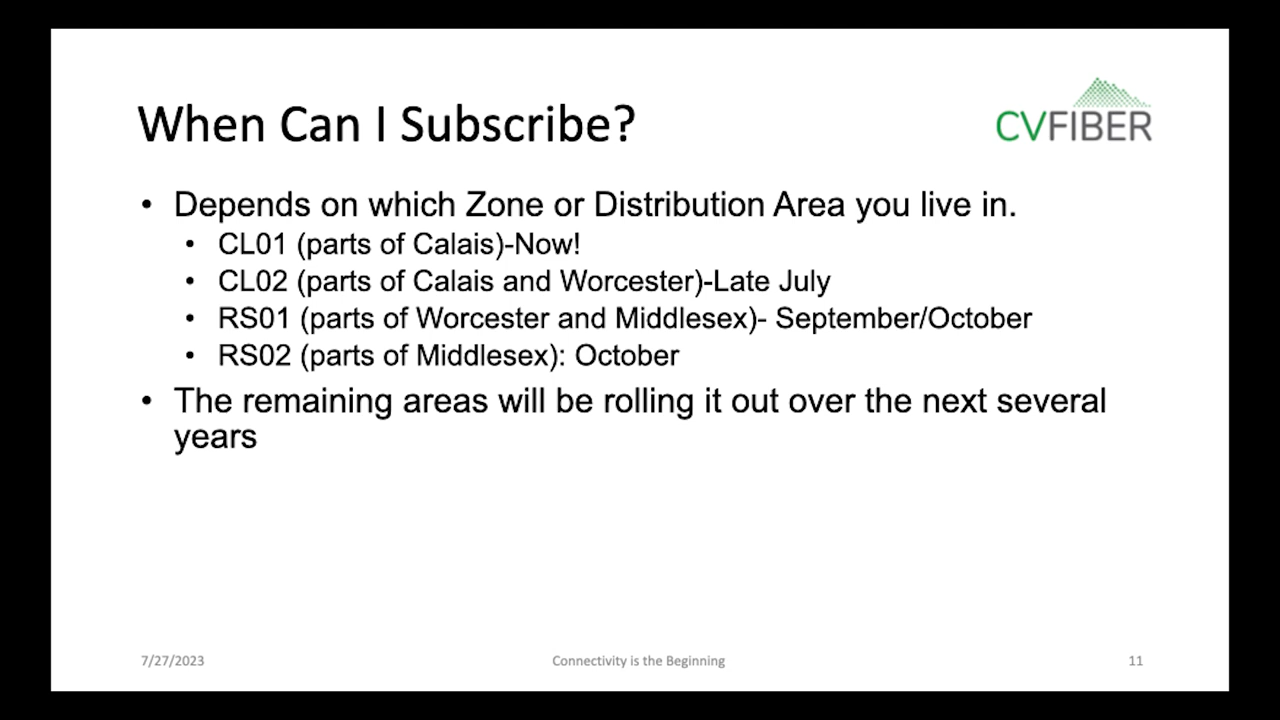 When Can I Subscribe?
CVFIBER
• Depends on which Zone or Distribution Area you live in.
• CL01 (parts of Calais)-Now!
• CL02 (parts of Calais and Worcester)-Late July
• RS01 (parts of Worcester and Middlesex)- September/October
• RS02 (parts of Middlesex): October
• The remaining areas will be rolling it out over the next several
years
7/27/2023
Connectivity is the Beginning
11